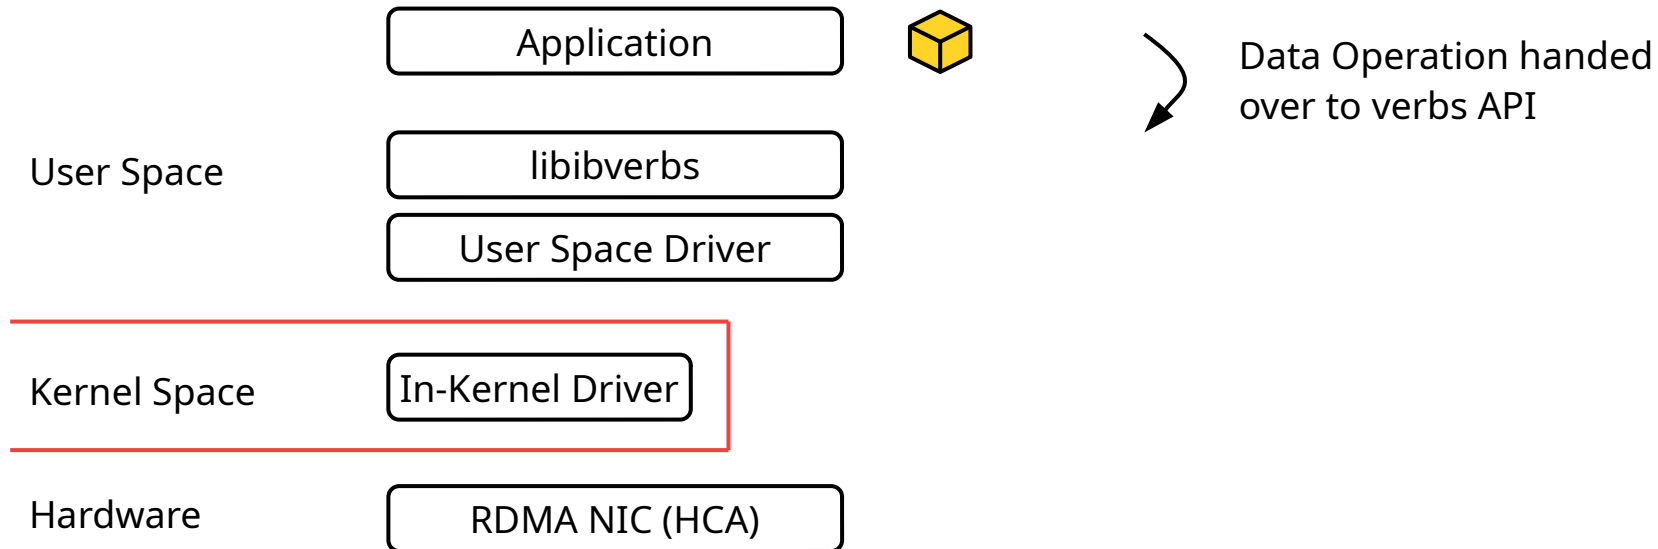 Application
Data Operation handed
over to verbs API
User Space
libibverbs
User Space Driver
Kernel Space
In-Kernel Driver
Hardware
RDMA NIC (HCA)